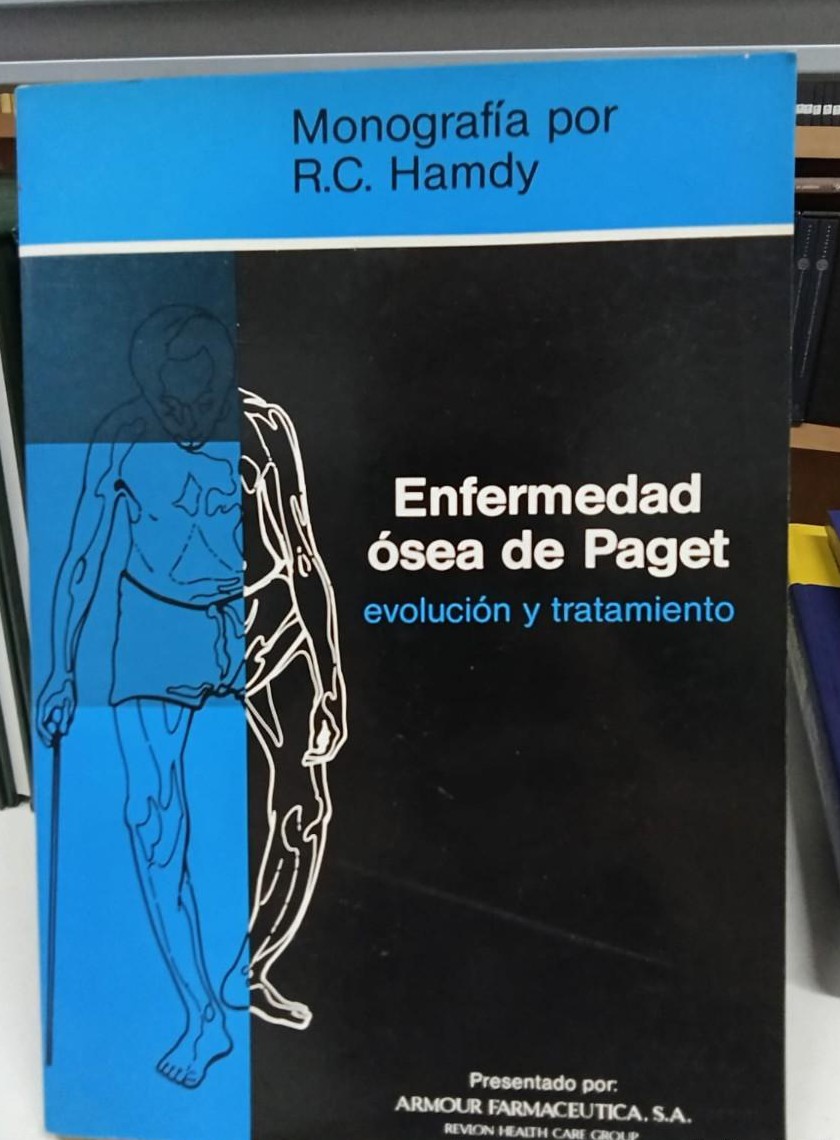 Monografía por
R.C. Hamdy
Enfermedad
ósea de Paget
evolución y tratamiento
Presentado por:
ARMOUR FARMACEUTICA, S.A.
REVLON HEALTH CARE GROUP